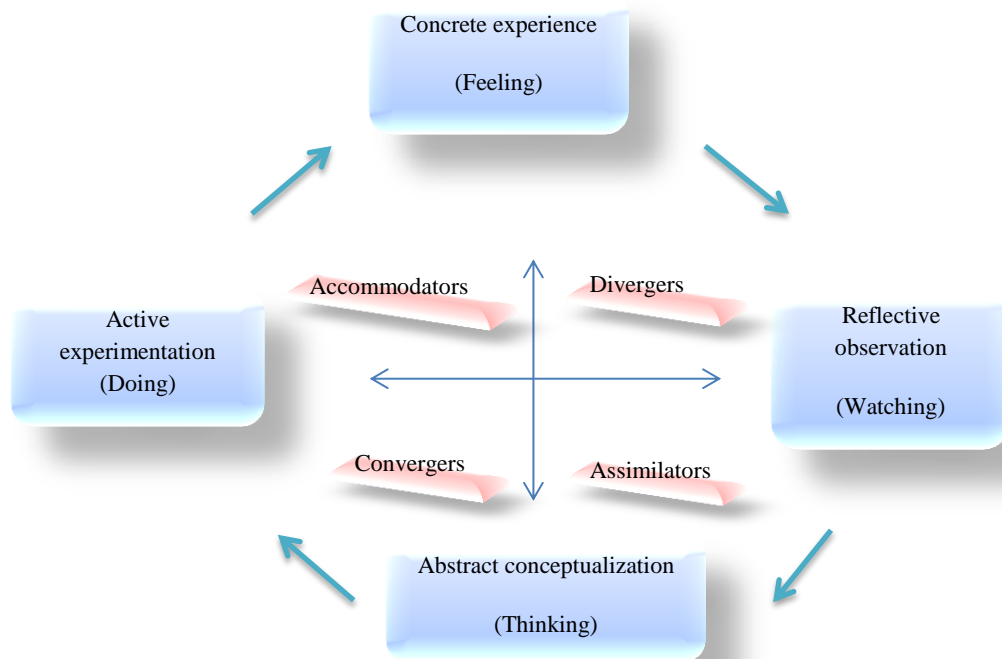 Concrete experience
(Feeling)
Accommodators
Divergers
Active
experimentation
(Doing)
Reflective
observation
(Watching)
Convergers
Assimilators
Abstract conceptualization
(Thinking)